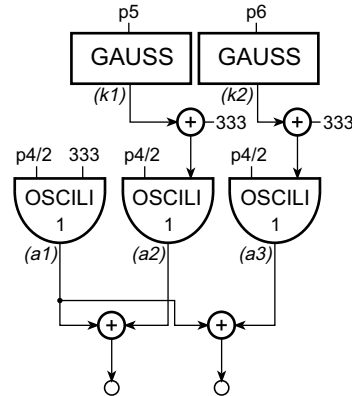 p5 p6
GAUSS GAUSS
(k1) (k2)
+ 333 + 333
p4/2 333 p4/2 p4/2
OSCILI OSCILI OSCILI
1 1 1
(a1) (a2) (a3)
+ +